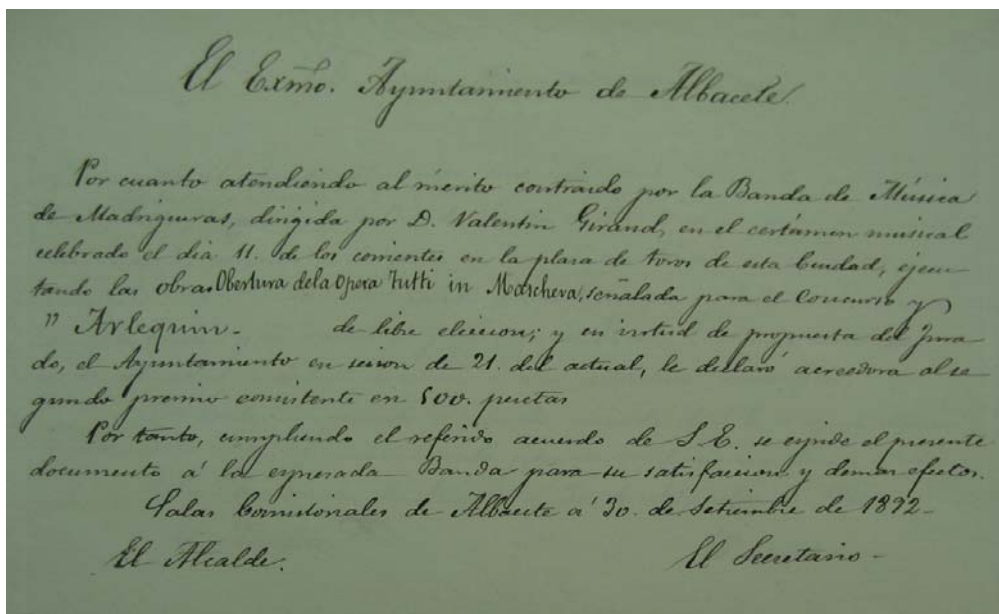 El Exmo. Ayuntamiento de Albacete.
Por cuanto atendiendo al mérito contraido por la Banda de Música
de Madrigueras, dirigida por D. Valentin Giraud, en el certámen musical
celebrado el dia 11. de los corrientes en la plaza de toros de esta Ciudad, ejecu-
tando las obras Obertura dela Opera Tutti in Maschera, señalada para el Concurso y
" Arlequin - de libre eleccion; y en virtud de propuesta del Jura-
do, el Ayuntamiento en sesion de 21. del actual, le declaró acreedora al se
gundo premio consistente en 500. pesetas
Por tanto, cumpliendo el referido acuerdo de S. E. se expide el presente
documento á la expresada Banda para su satisfaccion y demas efectos.
Salas Consistoriales de Albacete á 30. de Setiembre de 1892-
El Alcalde. El Secretario-